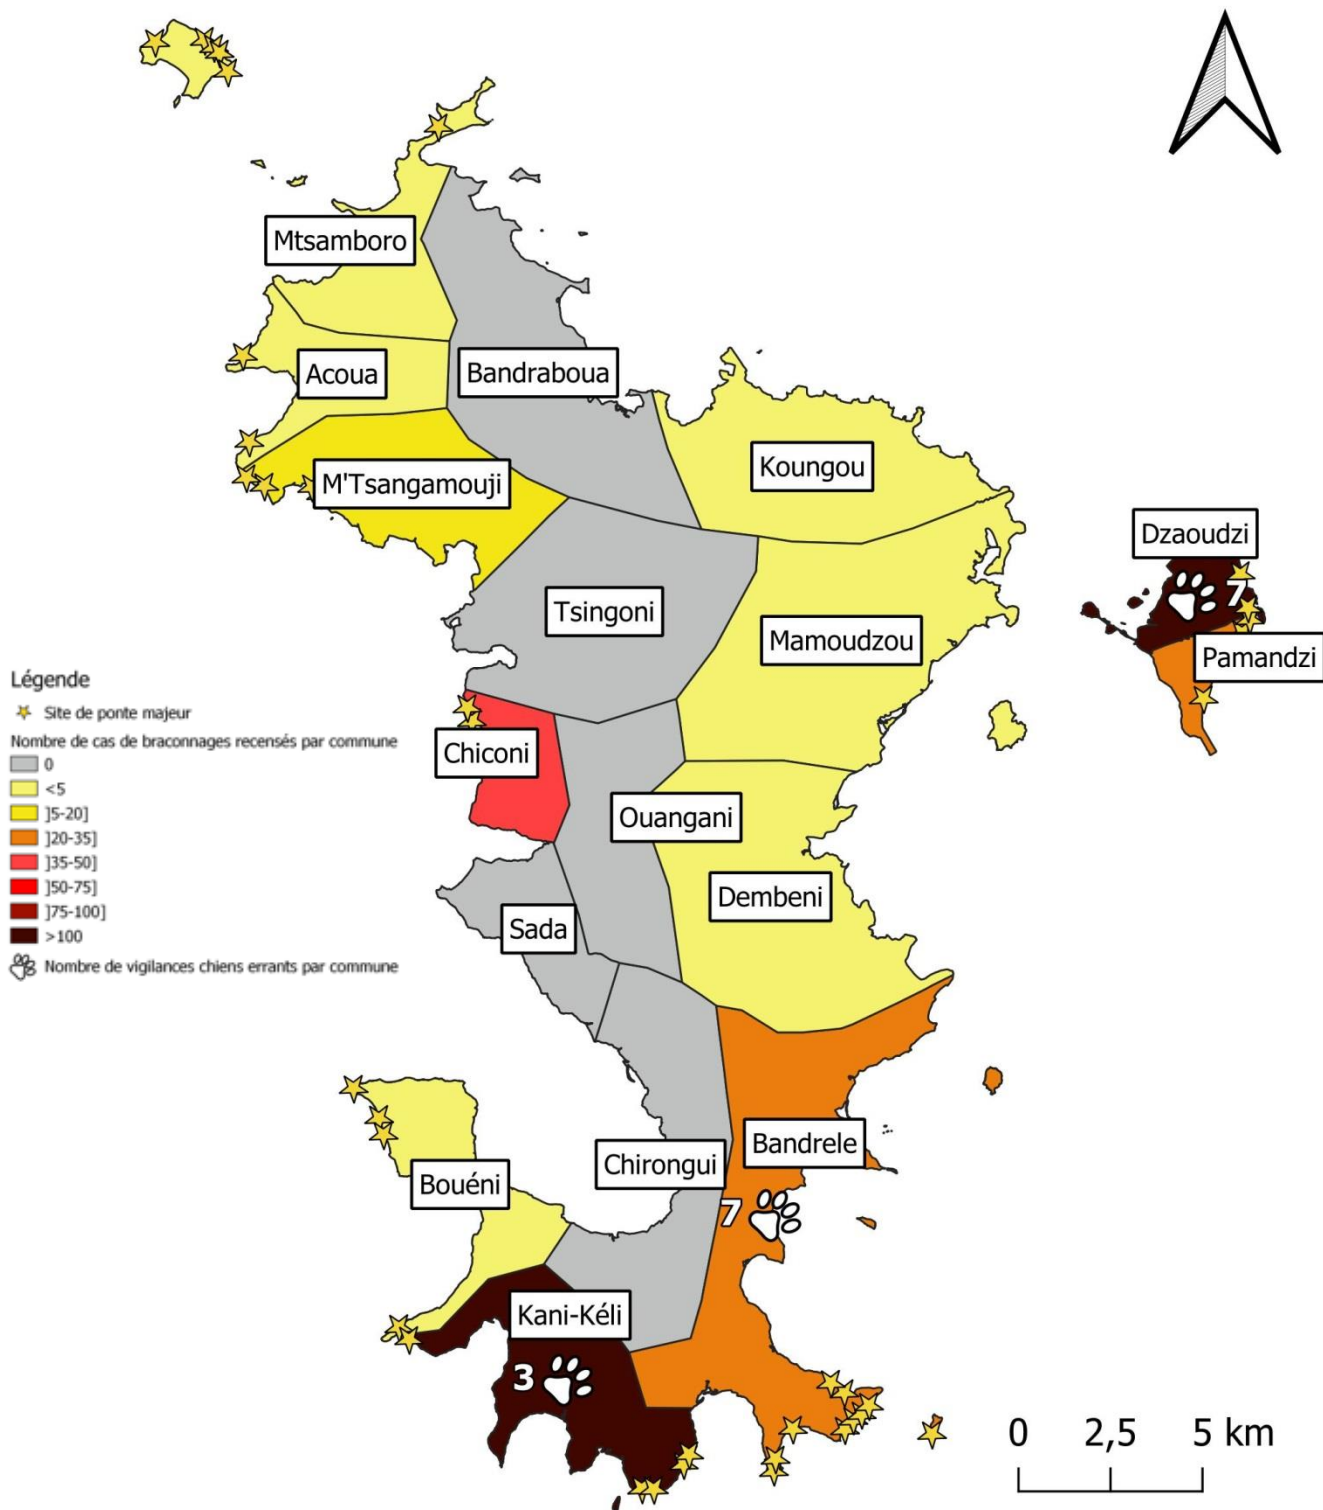 Mtsamboro
Acoua
Bandraboua
Koungou
M'Tsangamouji
Dzaoudzi
7
Tsingoni
Mamoudzou
Pamandzi
Légende
Site de ponte majeur
Nombre de cas de braconnages recensés par commune
0
<5
]5-20]
]20-35]
]35-50]
]50-75]
]75-100]
>100
Nombre de vigilances chiens errants par commune
Chiconi
Ouangani
Dembeni
Sada
Bandrele
Chirongui
Bouéni
7
Kani-Kéli
3
0 2,5 5 km